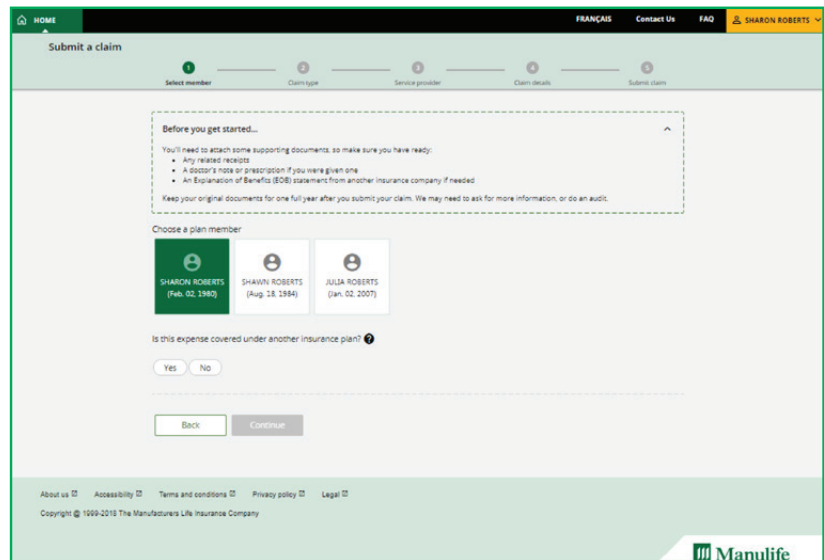 HOME
FRANÇAIS Contact Us FAQ SHARON ROBERTS
Submit a claim
1 2 3 4 5
Select member Claim type Service provider Claim details Submit claim
Before you get started...
You'll need to attach some supporting documents, so make sure you have ready:
• Any related receipts
• A doctor's note or prescription if you were given one
• An Explanation of Benefits (EOB) statement from another insurance company if needed
Keep your original documents for one full year after you submit your claim. We may need to ask for more information, or do an audit.
Choose a plan member
SHARON ROBERTS
(Feb. 02, 1980)
SHAWN ROBERTS
(Aug. 18, 1984)
JULIA ROBERTS
(Jan. 02, 2007)
Is this expense covered under another insurance plan? ?
Yes No
Back Continue
About us Accessibility Terms and conditions Privacy policy Legal
Copyright @ 1999-2018 The Manufacturers Life Insurance Company
Manulife